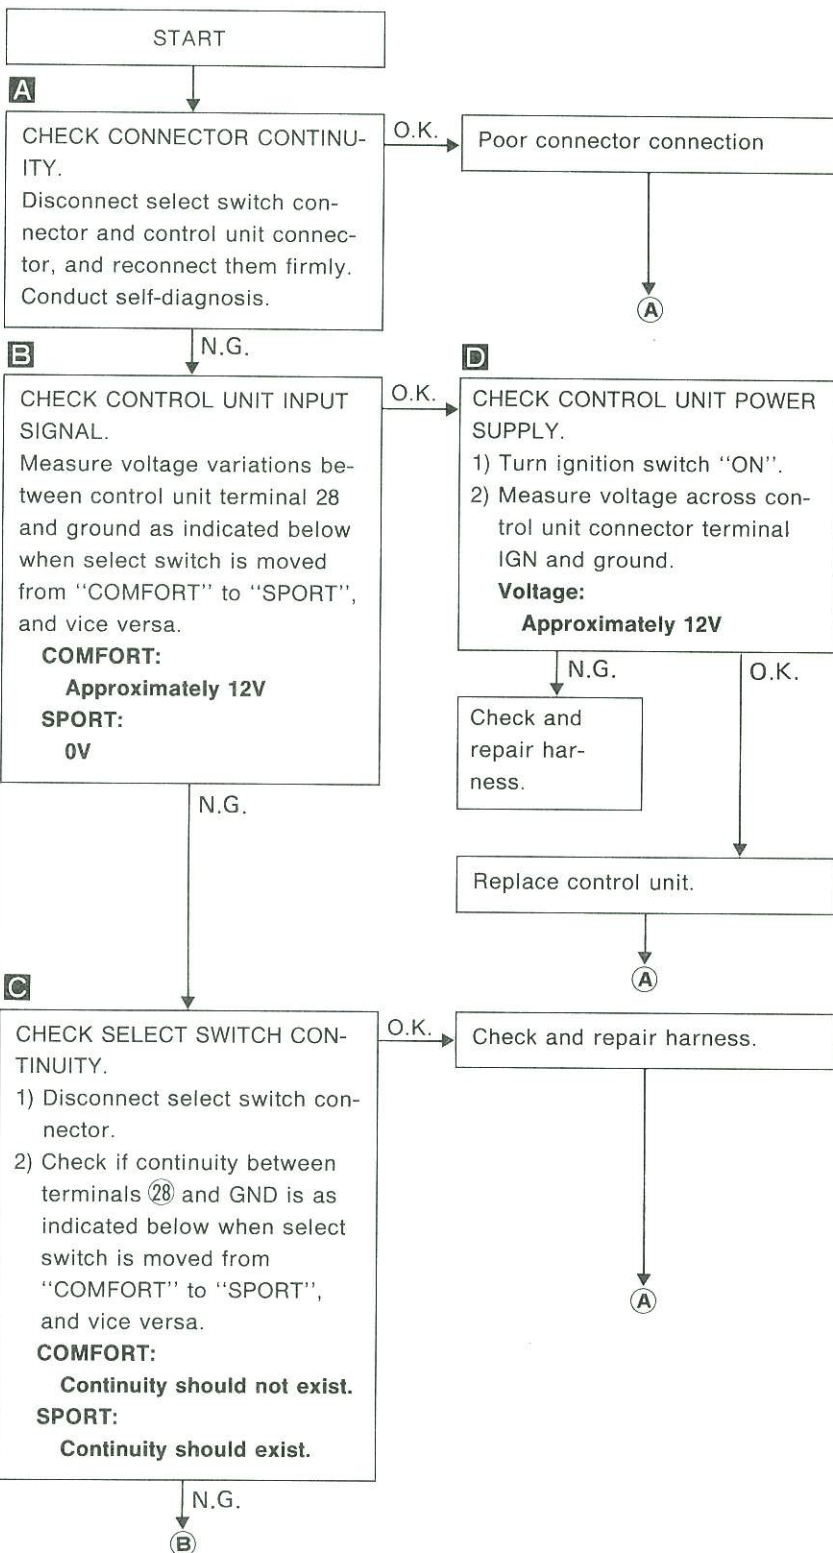 START
A
CHECK CONNECTOR CONTINU-
ITY.
Disconnect select switch con-
nector and control unit connec-
tor, and reconnect them firmly.
Conduct self-diagnosis.
O.K.
Poor connector connection
A
N.G.
B
CHECK CONTROL UNIT INPUT
SIGNAL.
Measure voltage variations be-
tween control unit terminal 28
and ground as indicated below
when select switch is moved
from "COMFORT" to "SPORT",
and vice versa.
COMFORT:
Approximately 12V
SPORT:
0V
O.K.
D
CHECK CONTROL UNIT POWER
SUPPLY.
1) Turn ignition switch "ON".
2) Measure voltage across con-
trol unit connector terminal
IGN and ground.
Voltage:
Approximately 12V
N.G.
O.K.
Check and
repair har-
ness.
Replace control unit.
A
N.G.
C
CHECK SELECT SWITCH CON-
TINUITY.
1) Disconnect select switch con-
nector.
2) Check if continuity between
terminals 28 and GND is as
indicated below when select
switch is moved from
"COMFORT" to "SPORT",
and vice versa.
COMFORT:
Continuity should not exist.
SPORT:
Continuity should exist.
O.K.
Check and repair harness.
A
N.G.
B